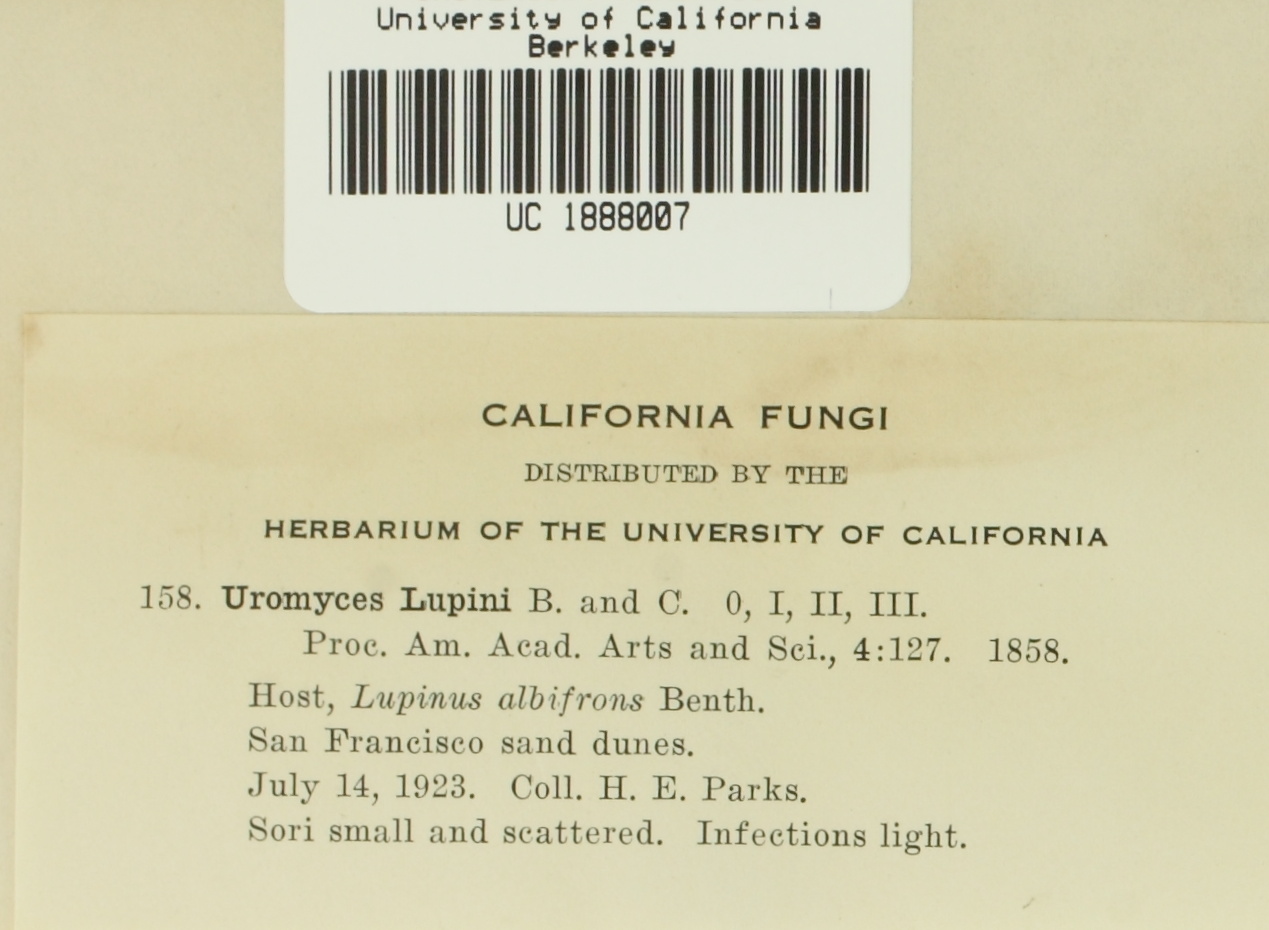 University of California
Berkeley
UC 1888007
CALIFORNIA FUNGI
DISTRIBUTED BY THE
HERBARIUM OF THE UNIVERSITY OF CALIFORNIA
158. Uromyces Lupini B. and C. 0, I, II, III.
Proc. Am. Acad. Arts and Sci., 4:127. 1858.
Host, Lupinus albifrons Benth.
San Francisco sand dunes.
July 14, 1923. Coll. H. E. Parks.
Sori small and scattered. Infections light.